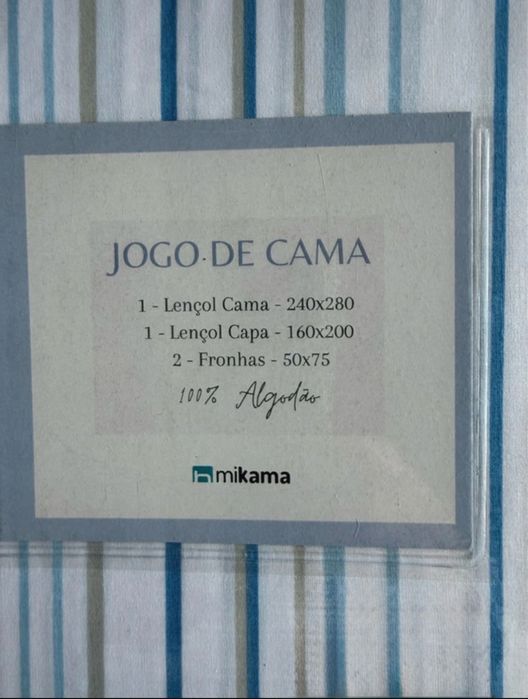 JOGO DE CAMA
1 - Lençol Cama - 240x280
1 - Lençol Capa - 160x200
2 - Fronhas - 50x75
100% Algodão
mikama